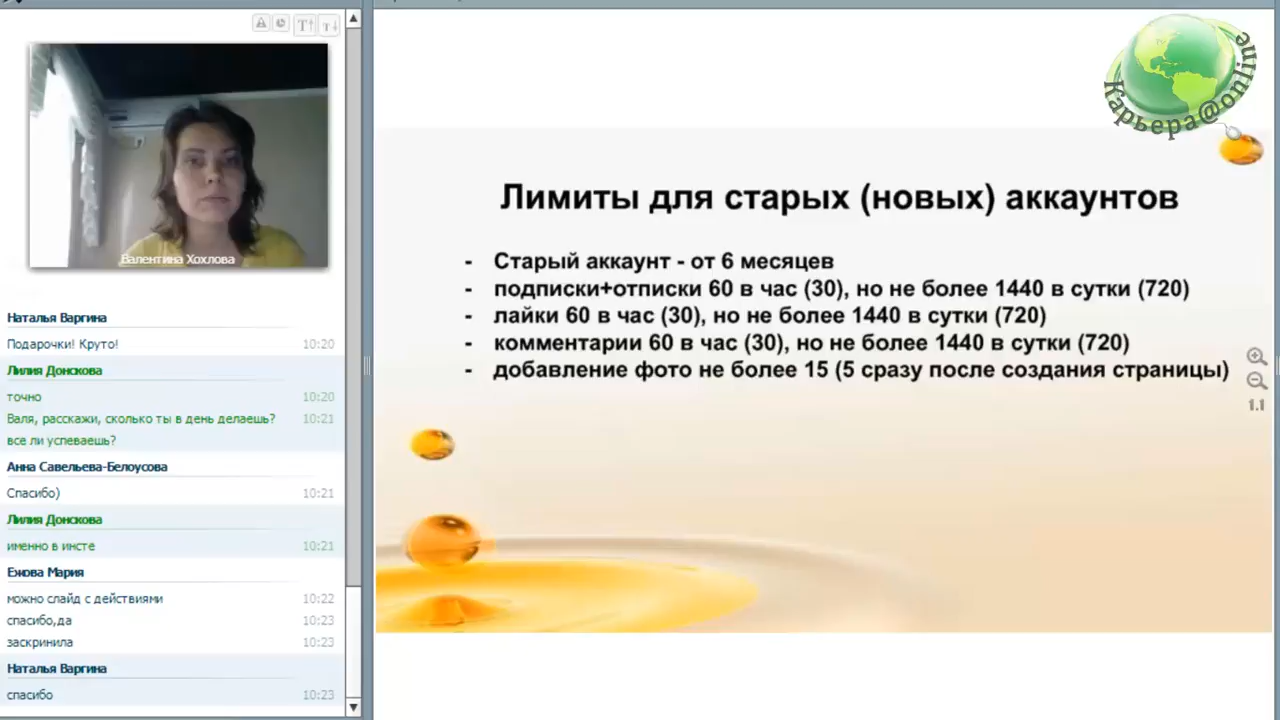 Валентина Хохлова
Наталья Варгина
Подарочки! Круто! 10:20
Лилия Донскова
точно 10:20
Валя, расскажи, сколько ты в день делаешь? 10:21
все ли успеваешь?
Анна Савельева-Белоусова
Спасибо) 10:21
Лилия Донскова
именно в инсте 10:21
Ежова Мария
можно слайд с действиями 10:22
спасибо,да 10:23
заскринила 10:23
Наталья Варгина
спасибо 10:23
Карьера@online
Лимиты для старых (новых) аккаунтов
- Старый аккаунт - от 6 месяцев
- подписки+отписки 60 в час (30), но не более 1440 в сутки (720)
- лайки 60 в час (30), но не более 1440 в сутки (720)
- комментарии 60 в час (30), но не более 1440 в сутки (720)
- добавление фото не более 15 (5 сразу после создания страницы)
1.1